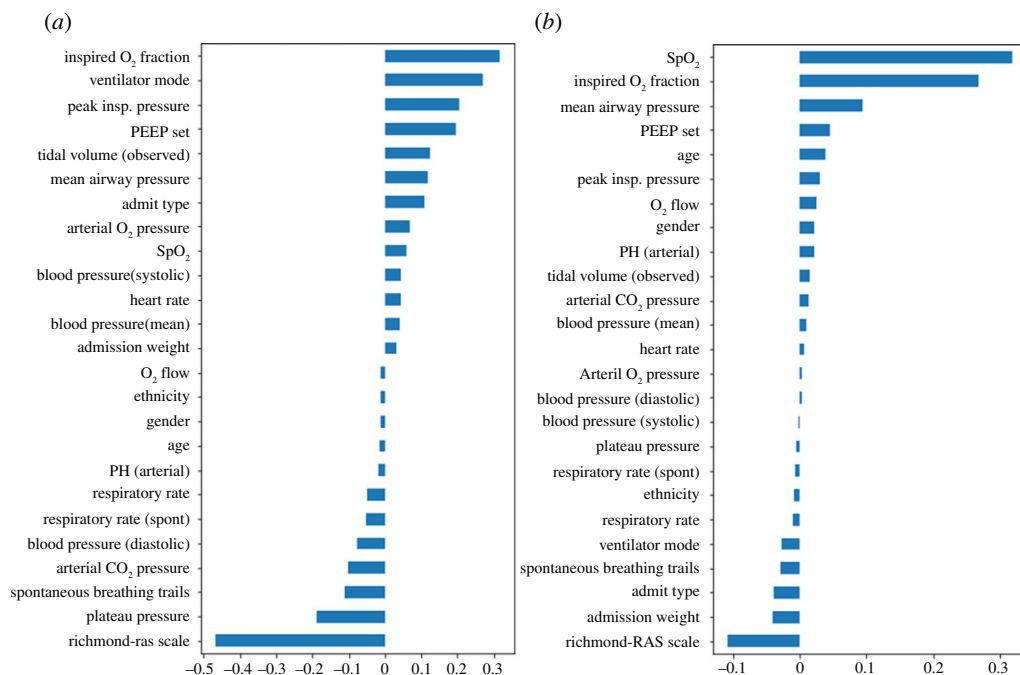 (a)
inspired O₂ fraction
ventilator mode
peak insp. pressure
PEEP set
tidal volume (observed)
mean airway pressure
admit type
arterial O₂ pressure
SpO₂
blood pressure(systolic)
heart rate
blood pressure(mean)
admission weight
O₂ flow
ethnicity
gender
age
PH (arterial)
respiratory rate
respiratory rate (spont)
blood pressure (diastolic)
arterial CO₂ pressure
spontaneous breathing trails
plateau pressure
richmond-ras scale
–0.5 –0.4 –0.3 –0.2 –0.1 0 0.1 0.2 0.3
(b)
SpO₂
inspired O₂ fraction
mean airway pressure
PEEP set
age
peak insp. pressure
O₂ flow
gender
PH (arterial)
tidal volume (observed)
arterial CO₂ pressure
blood pressure (mean)
heart rate
Arteril O₂ pressure
blood pressure (diastolic)
blood pressure (systolic)
plateau pressure
respiratory rate (spont)
ethnicity
respiratory rate
ventilator mode
spontaneous breathing trails
admit type
admission weight
richmond-RAS scale
–0.1 0 0.1 0.2 0.3